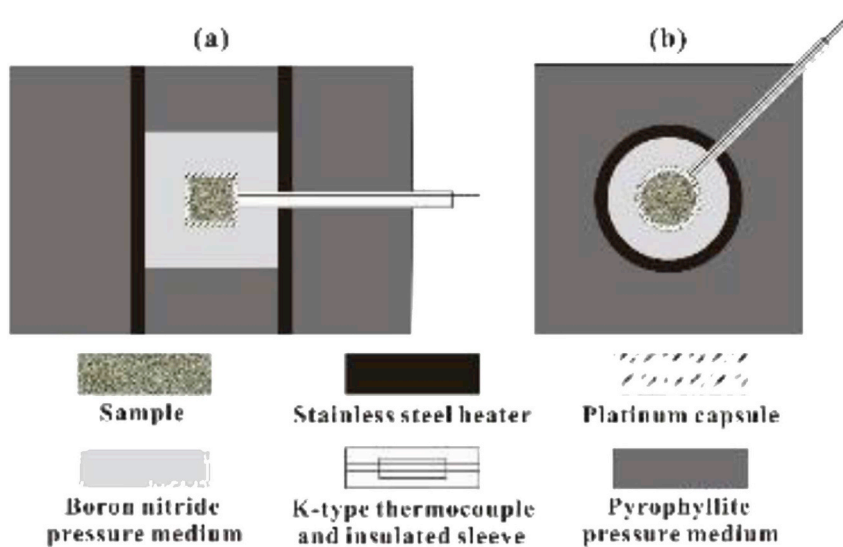 (a)
(b)
Sample
Stainless steel heater
Platinum capsule
Boron nitride
pressure medium
K-type thermocouple
and insulated sleeve
Pyrophyllite
pressure medium